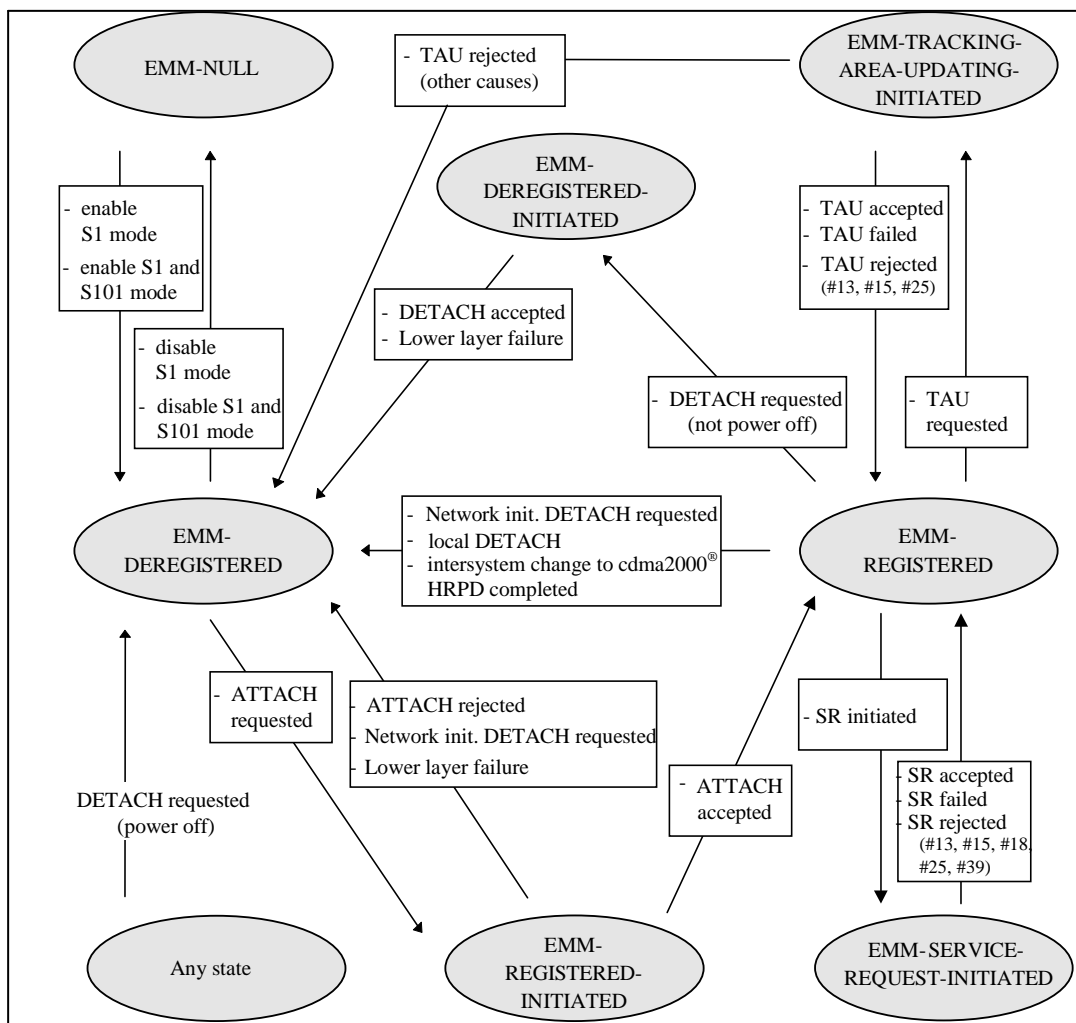 EMM-NULL
- TAU rejected
(other causes)
EMM-TRACKING-
AREA-UPDATING-
INITIATED
EMM-
DEREGISTERED-
INITIATED
- enable
S1 mode
- enable S1 and
S101 mode
- TAU accepted
- TAU failed
- TAU rejected
(#13, #15, #25)
- DETACH accepted
- Lower layer failure
- disable
S1 mode
- disable S1 and
S101 mode
- DETACH requested
(not power off)
- TAU
requested
EMM-
DEREGISTERED
- Network init. DETACH requested
- local DETACH
- intersystem change to cdma2000®
HRPD completed
EMM-
REGISTERED
- ATTACH
requested
- ATTACH rejected
- Network init. DETACH requested
- Lower layer failure
- SR initiated
DETACH requested
(power off)
- ATTACH
accepted
- SR accepted
- SR failed
- SR rejected
(#13, #15, #18,
#25, #39)
Any state
EMM-
REGISTERED-
INITIATED
EMM-SERVICE-
REQUEST-INITIATED